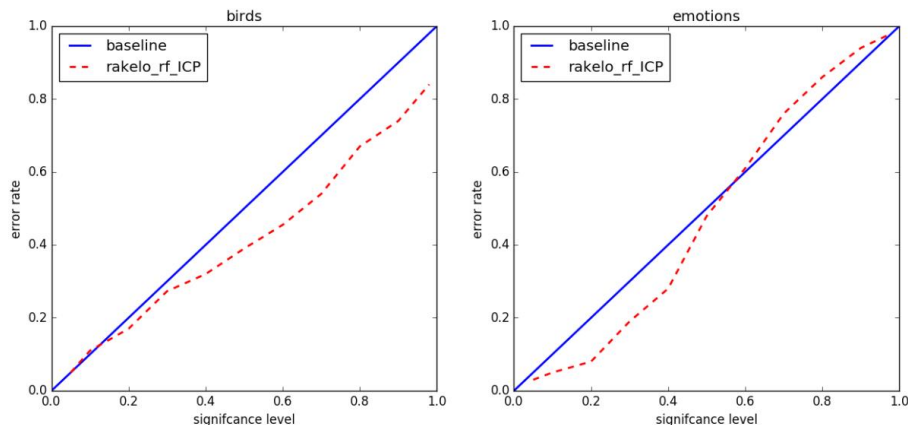 birds
1.0
0.8
0.6
0.4
0.2
0.0
error rate
baseline
rakelo_rf_ICP
0.0 0.2 0.4 0.6 0.8 1.0
signifcance level
emotions
1.0
0.8
0.6
0.4
0.2
0.0
error rate
baseline
rakelo_rf_ICP
0.0 0.2 0.4 0.6 0.8 1.0
signifcance level